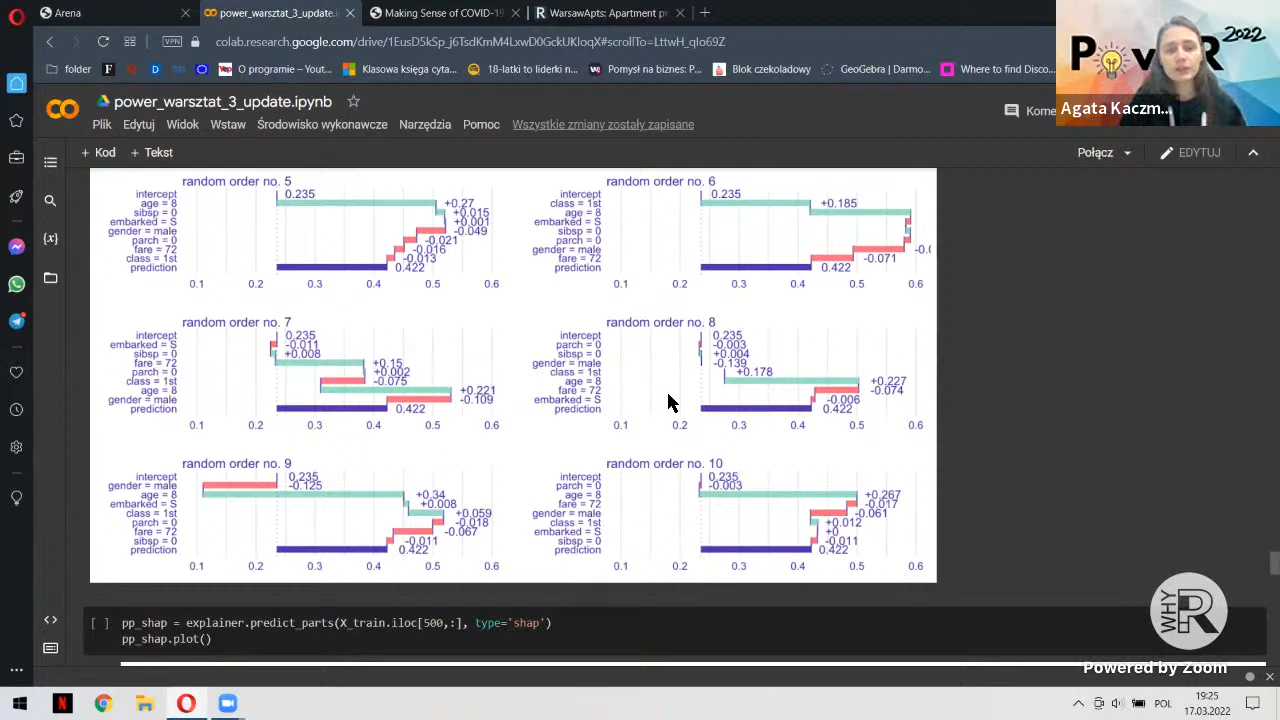 Arena
power_warsztat_3_update.i
Making Sense of COVID-19
WarsawApts: Apartment pr
VPN
colab.research.google.com/drive/1EusD5kSp_j6TsdKmM4LxwD0GckUKIoqX#scrollTo=LttwH_qIo69Z
folder
O programie – Yout...
Klasowa księga cyta...
18-latki to liderki n...
Pomysł na biznes: P...
Blok czekoladowy
GeoGebra | Darmo...
Where to find Disco...
PowR 2022
Agata Kaczm...
power_warsztat_3_update.ipynb
Kome
Plik Edytuj Widok Wstaw Środowisko wykonawcze Narzędzia Pomoc Wszystkie zmiany zostały zapisane
+ Kod + Tekst
Połącz
EDYTUJ
random order no. 5
intercept 0.235
age = 8 +0.27
sibsp = 0 +0.015
embarked = S +0.001
gender = male -0.049
parch = 0 -0.021
fare = 72 -0.016
class = 1st -0.013
prediction 0.422
0.1 0.2 0.3 0.4 0.5 0.6
random order no. 6
intercept 0.235
class = 1st +0.185
age = 8
embarked = S
sibsp = 0
parch = 0
gender = male -0.0
fare = 72 -0.071
prediction 0.422
0.1 0.2 0.3 0.4 0.5 0.6
random order no. 7
intercept 0.235
embarked = S -0.011
sibsp = 0 +0.008
fare = 72 +0.15
parch = 0 +0.002
class = 1st -0.075
age = 8 +0.221
gender = male -0.109
prediction 0.422
0.1 0.2 0.3 0.4 0.5 0.6
random order no. 8
intercept 0.235
parch = 0 -0.003
sibsp = 0 +0.004
gender = male -0.139
class = 1st +0.178
age = 8 +0.227
fare = 72 -0.074
embarked = S -0.006
prediction 0.422
0.1 0.2 0.3 0.4 0.5 0.6
random order no. 9
intercept 0.235
gender = male -0.125
age = 8 +0.34
embarked = S +0.008
class = 1st +0.059
parch = 0 -0.018
fare = 72 -0.067
sibsp = 0 -0.011
prediction 0.422
0.1 0.2 0.3 0.4 0.5 0.6
random order no. 10
intercept 0.235
parch = 0 -0.003
age = 8 +0.267
fare = 72 -0.017
gender = male -0.061
class = 1st +0.012
embarked = S +0
sibsp = 0 -0.011
prediction 0.422
0.1 0.2 0.3 0.4 0.5 0.6
[ ] pp_shap = explainer.predict_parts(X_train.iloc[500,:], type='shap')
pp_shap.plot()
WHY R
Powered by Zoom
POL
19:25
17.03.2022